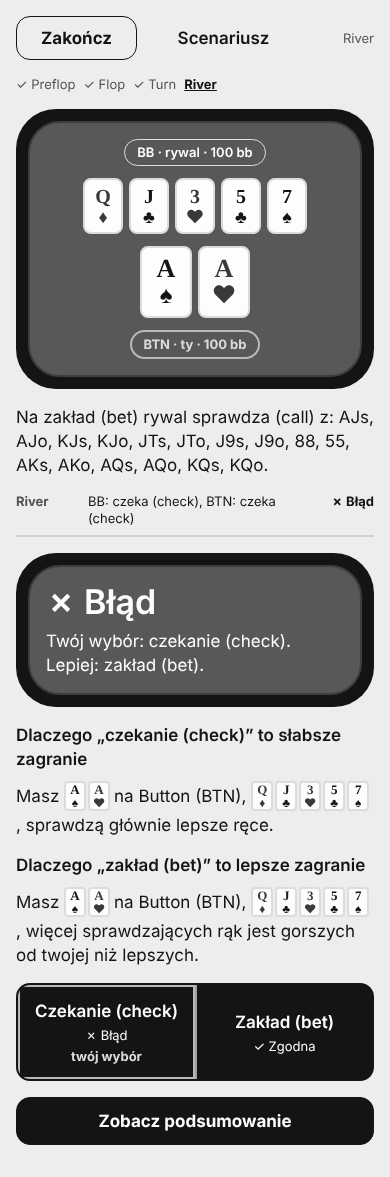 Zakończ Scenariusz River
✓ Preflop ✓ Flop ✓ Turn River
BB · rywal · 100 bb
Q♦ J♣ 3♥ 5♣ 7♠
A♠ A♥
BTN · ty · 100 bb
Na zakład (bet) rywal sprawdza (call) z: AJs,
AJo, KJs, KJo, JTs, JTo, J9s, J9o, 88, 55,
AKs, AKo, AQs, AQo, KQs, KQo.
River BB: czeka (check), BTN: czeka × Błąd
(check)
× Błąd
Twój wybór: czekanie (check).
Lepiej: zakład (bet).
Dlaczego „czekanie (check)” to słabsze
zagranie
Masz A♠ A♥ na Button (BTN), Q♦ J♣ 3♥ 5♣ 7♠
, sprawdzą głównie lepsze ręce.
Dlaczego „zakład (bet)” to lepsze zagranie
Masz A♠ A♥ na Button (BTN), Q♦ J♣ 3♥ 5♣ 7♠
, więcej sprawdzających rąk jest gorszych
od twojej niż lepszych.
Czekanie (check)
× Błąd
twój wybór
Zakład (bet)
✓ Zgodna
Zobacz podsumowanie